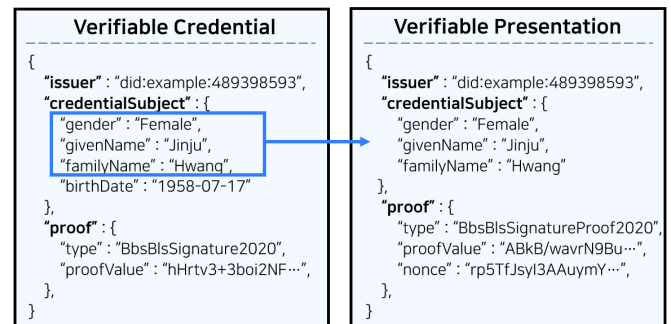 Verifiable Credential
{
“issuer” : “did:example:489398593”,
“credentialSubject” : {
“gender” : “Female”,
“givenName” : “Jinju”,
“familyName” : “Hwang”,
“birthDate” : “1958-07-17”
},
“proof” : {
“type” : “BbsBlsSignature2020”,
“proofValue” : “hHrtv3+3boi2NF…”,
},
}
Verifiable Presentation
{
“issuer” : “did:example:489398593”,
“credentialSubject” : {
“gender” : “Female”,
“givenName” : “Jinju”,
“familyName” : “Hwang”
},
“proof” : {
“type” : “BbsBlsSignatureProof2020”,
“proofValue” : “ABkB/wavrN9Bu…”,
“nonce” : “rp5TfJsyI3AAuymY…”,
},
}